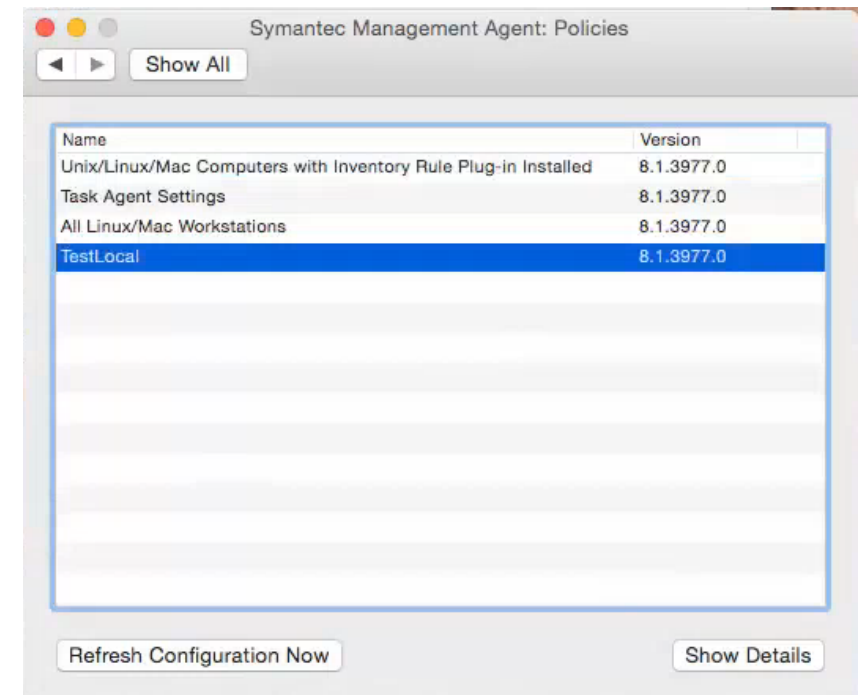 Symantec Management Agent: Policies
Show All
Name Version
Unix/Linux/Mac Computers with Inventory Rule Plug-in Installed 8.1.3977.0
Task Agent Settings 8.1.3977.0
All Linux/Mac Workstations 8.1.3977.0
TestLocal 8.1.3977.0
Refresh Configuration Now Show Details